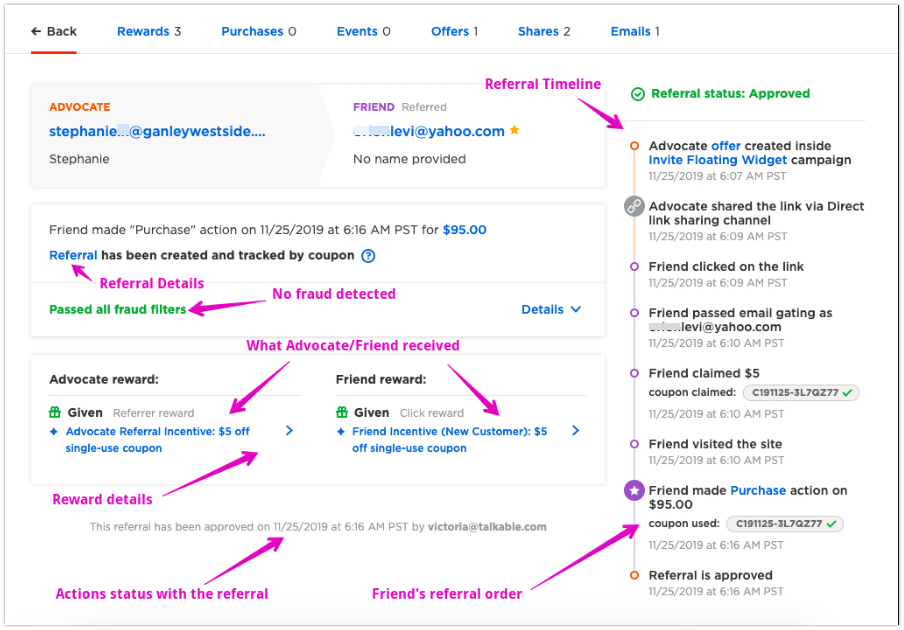 ← Back
Rewards 3
Purchases 0
Events 0
Offers 1
Shares 2
Emails 1
Referral Timeline
ADVOCATE
stephanie @ganleywestside....
Stephanie
FRIEND Referred
levi@yahoo.com
No name provided
Friend made "Purchase" action on 11/25/2019 at 6:16 AM PST for $95.00
Referral has been created and tracked by coupon ?
Referral Details
No fraud detected
Passed all fraud filters
Details
What Advocate/Friend received
Advocate reward:
Given Referrer reward
Advocate Referral Incentive: $5 off
single-use coupon
Friend reward:
Given Click reward
Friend Incentive (New Customer): $5
off single-use coupon
Reward details
This referral has been approved on 11/25/2019 at 6:16 AM PST by victoria@talkable.com
Actions status with the referral
Friend's referral order
Referral status: Approved
Advocate offer created inside
Invite Floating Widget campaign
11/25/2019 at 6:07 AM PST
Advocate shared the link via Direct
link sharing channel
11/25/2019 at 6:09 AM PST
Friend clicked on the link
11/25/2019 at 6:09 AM PST
Friend passed email gating as
levi@yahoo.com
11/25/2019 at 6:10 AM PST
Friend claimed $5
coupon claimed: C191125-3L7QZ77
11/25/2019 at 6:10 AM PST
Friend visited the site
11/25/2019 at 6:10 AM PST
Friend made Purchase action on
$95.00
coupon used: C191125-3L7QZ77
11/25/2019 at 6:16 AM PST
Referral is approved
11/25/2019 at 6:16 AM PST